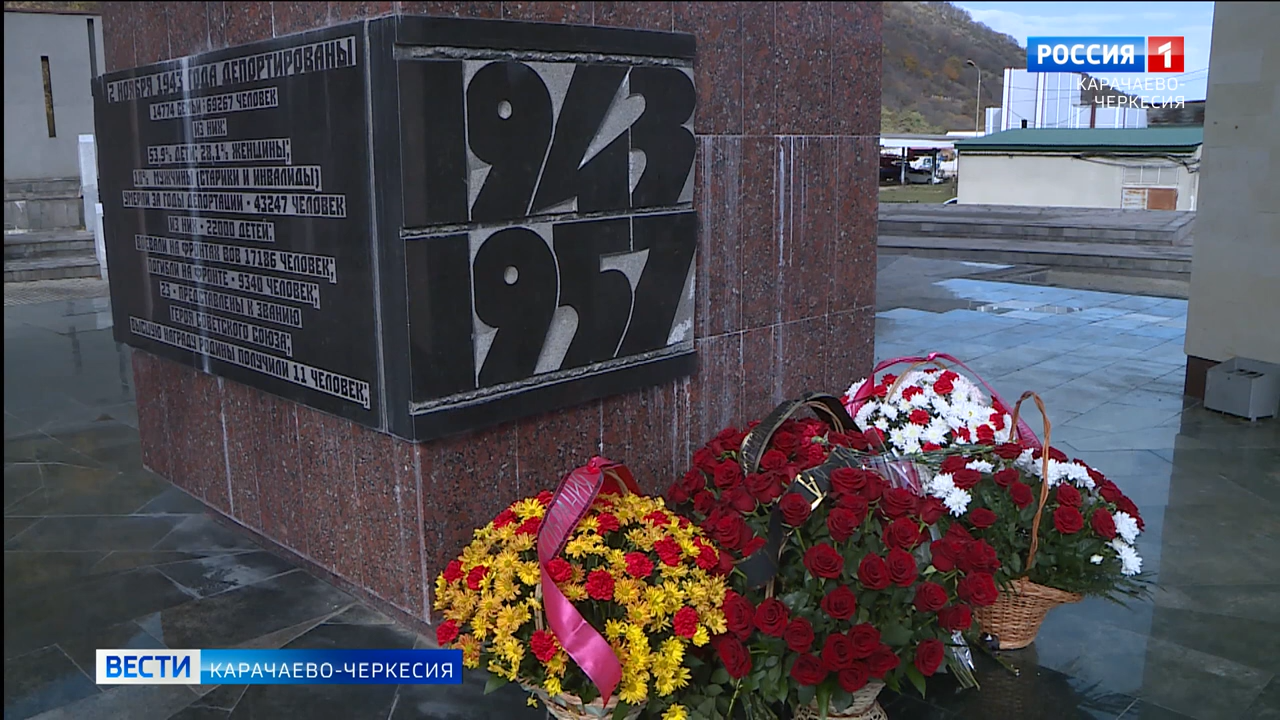 2 НОЯБРЯ 1943 ГОДА ДЕПОРТИРОВАНЫ
14774 СЕМЬИ: 69267 ЧЕЛОВЕК
ИЗ НИХ:
53,9% ДЕТИ; 28,1% ЖЕНЩИНЫ;
18% МУЖЧИНЫ (СТАРИКИ И ИНВАЛИДЫ)
УМЕРЛИ ЗА ГОДЫ ДЕПОРТАЦИИ - 43247 ЧЕЛОВЕК
ИЗ НИХ - 22000 ДЕТЕЙ;
ВОЕВАЛИ НА ФРОНТАХ ВОВ 17186 ЧЕЛОВЕК;
ПОГИБЛИ НА ФРОНТЕ - 9340 ЧЕЛОВЕК;
25 - ПРЕДСТАВЛЕНЫ К ЗВАНИЮ
ГЕРОЯ СОВЕТСКОГО СОЮЗА;
ВЫСШУЮ НАГРАДУ РОДИНЫ ПОЛУЧИЛИ 11 ЧЕЛОВЕК;
1943
1957
РОССИЯ 1
КАРАЧАЕВО-
ЧЕРКЕСИЯ
ВЕСТИ КАРАЧАЕВО-ЧЕРКЕСИЯ